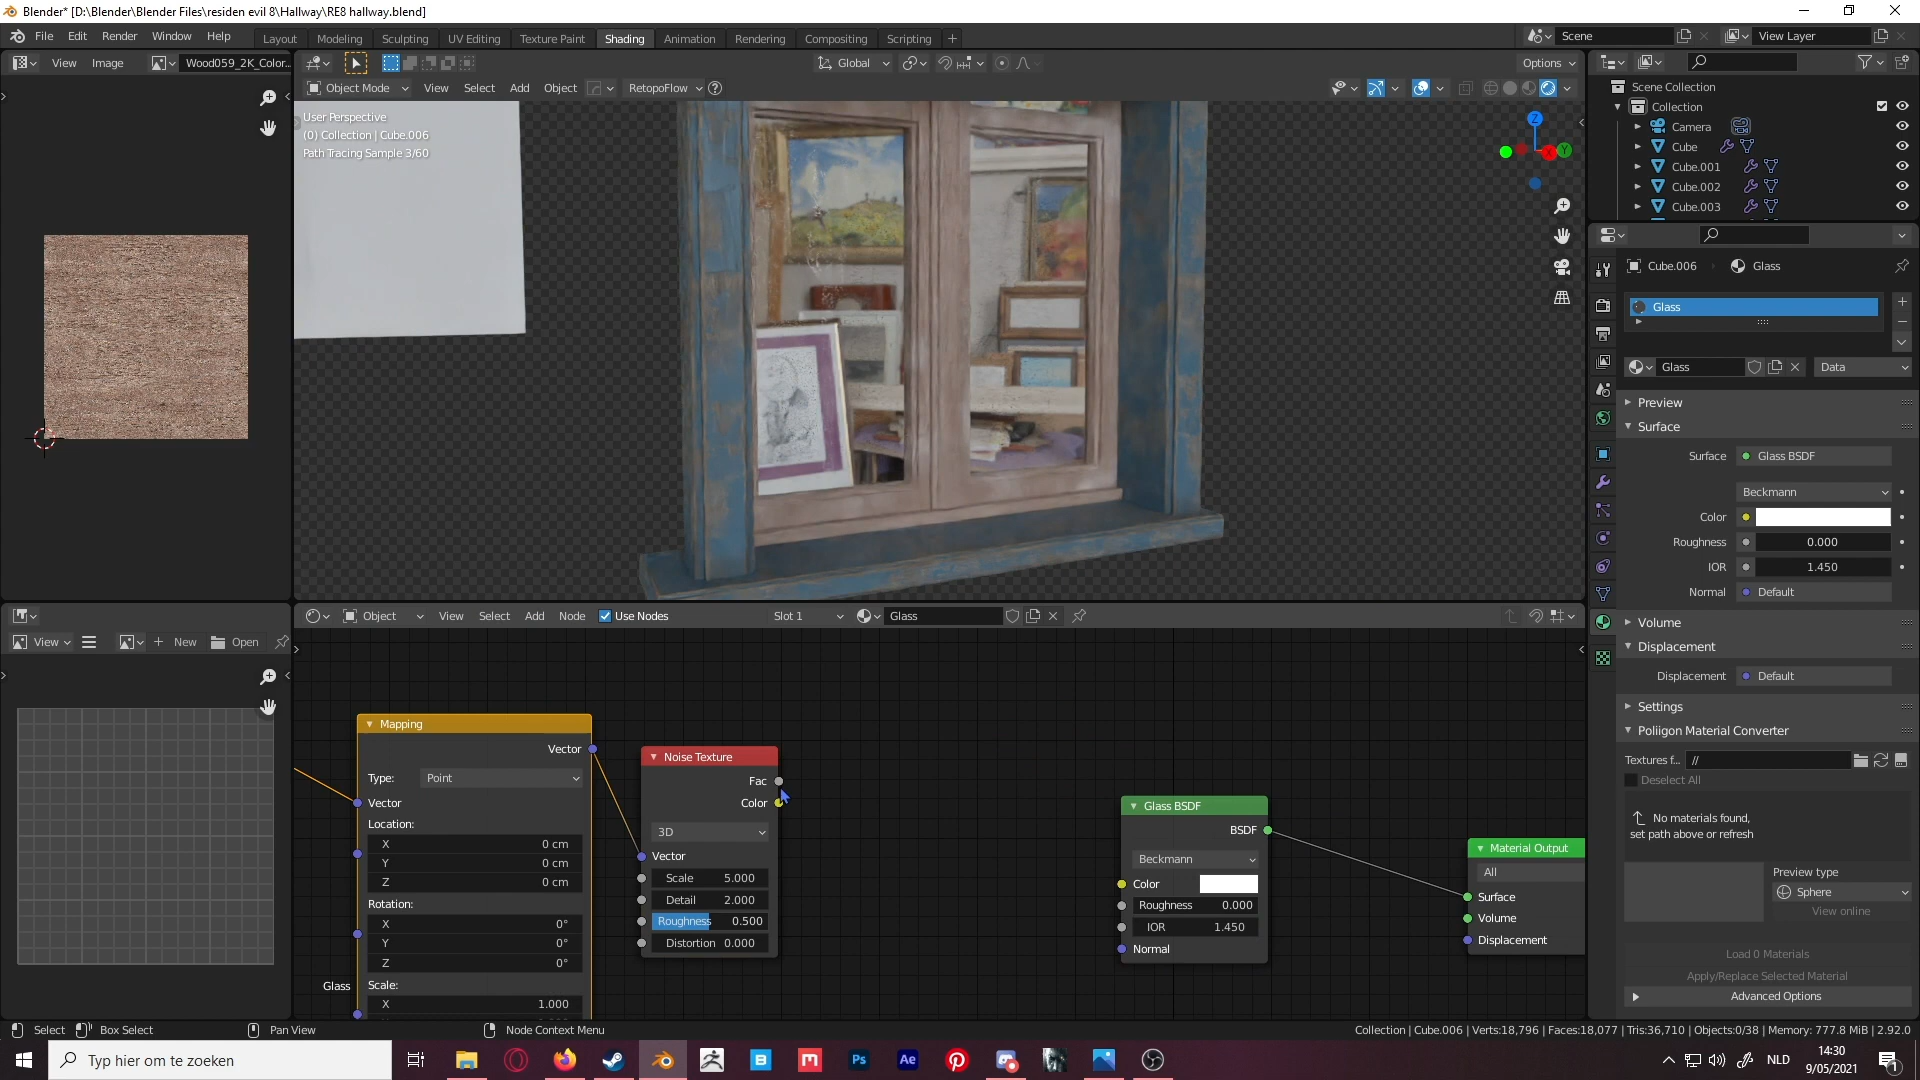 Blender* [D:\Blender\Blender Files\residen evil 8\Hallway\RE8 hallway.blend]
File Edit Render Window Help
Layout Modeling Sculpting UV Editing Texture Paint Shading Animation Rendering Compositing Scripting +
Scene
View Layer
View Image Wood059_2K_Color...
Global
Options
Object Mode View Select Add Object RetopoFlow
User Perspective
(0) Collection | Cube.006
Path Tracing Sample 3/60
Scene Collection
Collection
Camera
Cube
Cube.001
Cube.002
Cube.003
Cube.006 Glass
Glass
Glass Data
Preview
Surface
Surface Glass BSDF
Beckmann
Color
Roughness 0.000
IOR 1.450
Normal Default
Volume
Displacement
Displacement Default
Settings
Poliigon Material Converter
Textures f... //
Deselect All
No materials found,
set path above or refresh
Preview type
Sphere
View online
Load 0 Materials
Apply/Replace Selected Material
Advanced Options
View New Open
Object View Select Add Node Use Nodes Slot 1 Glass
Mapping
Vector
Type: Point
Vector
Location:
X 0 cm
Y 0 cm
Z 0 cm
Rotation:
X 0°
Y 0°
Z 0°
Scale:
X 1.000
Glass
Noise Texture
Fac
Color
3D
Vector
Scale 5.000
Detail 2.000
Roughness 0.500
Distortion 0.000
Glass BSDF
BSDF
Beckmann
Color
Roughness 0.000
IOR 1.450
Normal
Material Output
All
Surface
Volume
Displacement
Select Box Select Pan View Node Context Menu
Collection | Cube.006 | Verts:18,796 | Faces:18,077 | Tris:36,710 | Objects:0/38 | Memory: 777.8 MiB | 2.92.0
Typ hier om te zoeken
Ps
Ae
NLD
14:30
9/05/2021